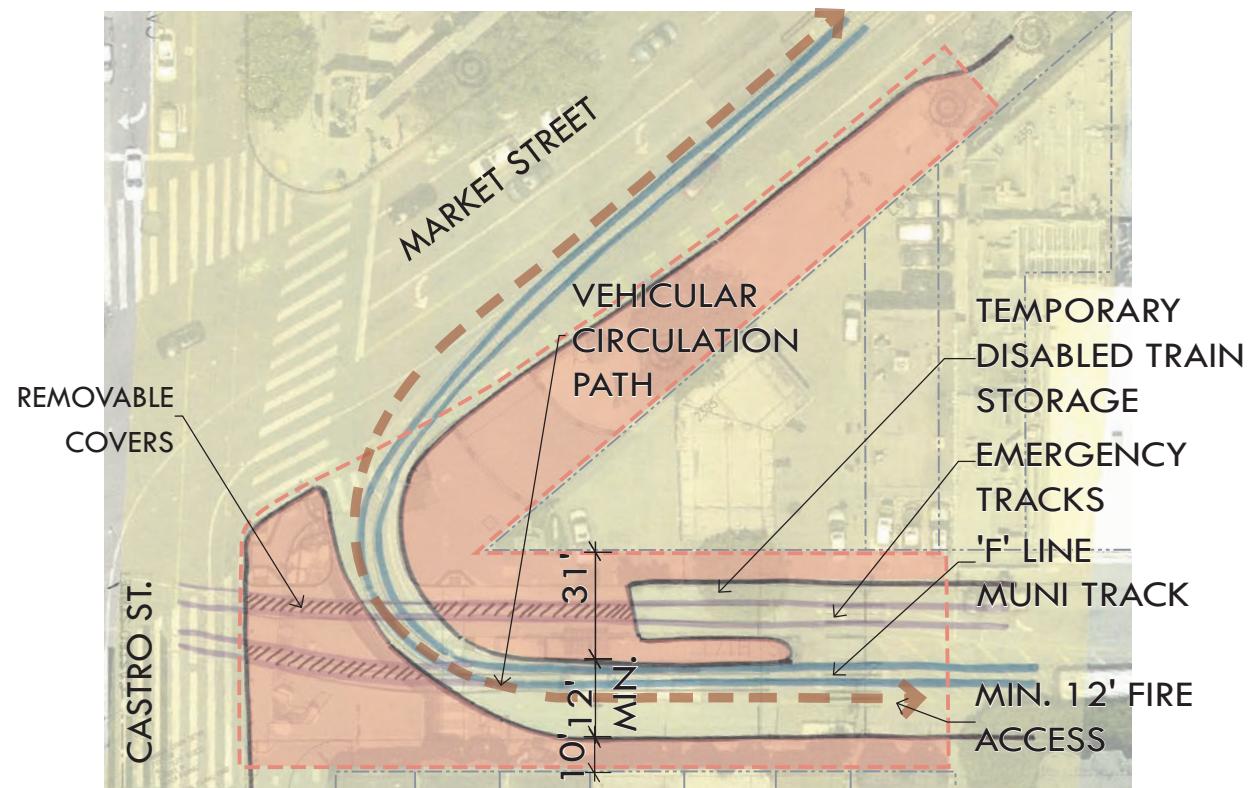 MARKET STREET
VEHICULAR
CIRCULATION
PATH
TEMPORARY
DISABLED TRAIN
STORAGE
REMOVABLE
COVERS
EMERGENCY
TRACKS
'F' LINE
MUNI TRACK
31'
12'
MIN.
10'
MIN. 12' FIRE
ACCESS
CASTRO ST.